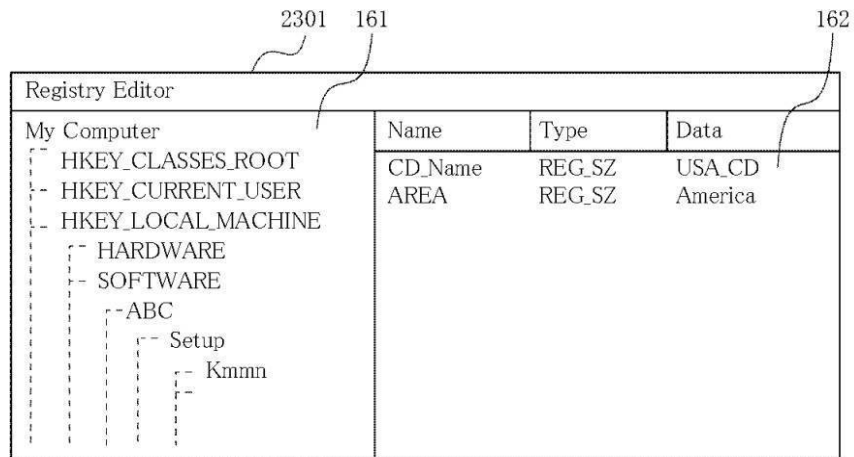 2301 161 162
Registry Editor
My Computer
HKEY_CLASSES_ROOT
HKEY_CURRENT_USER
HKEY_LOCAL_MACHINE
HARDWARE
SOFTWARE
ABC
Setup
Kmmn
Name Type Data
CD_Name REG_SZ USA_CD
AREA REG_SZ America